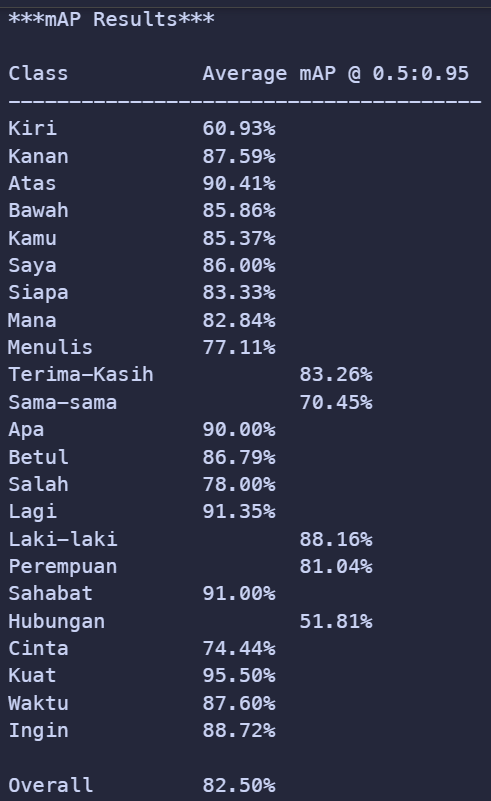 ***mAP Results***
Class Average mAP @ 0.5:0.95
---------------------------------------
Kiri 60.93%
Kanan 87.59%
Atas 90.41%
Bawah 85.86%
Kamu 85.37%
Saya 86.00%
Siapa 83.33%
Mana 82.84%
Menulis 77.11%
Terima-Kasih 83.26%
Sama-sama 70.45%
Apa 90.00%
Betul 86.79%
Salah 78.00%
Lagi 91.35%
Laki-laki 88.16%
Perempuan 81.04%
Sahabat 91.00%
Hubungan 51.81%
Cinta 74.44%
Kuat 95.50%
Waktu 87.60%
Ingin 88.72%
Overall 82.50%